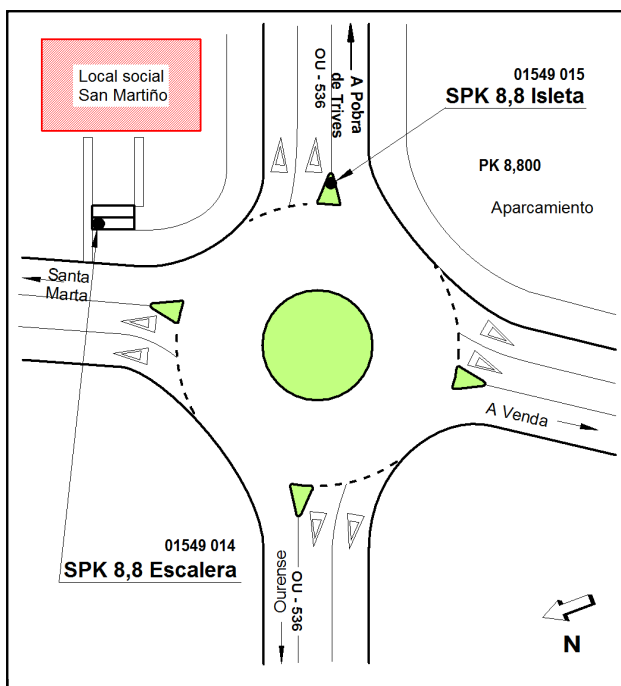 Local social
San Martiño
OU - 536
A Pobra
de Trives
01549 015
SPK 8,8 Isleta
PK 8,800
Aparcamiento
Santa
Marta
A Venda
01549 014
SPK 8,8 Escalera
Ourense
OU - 536
N